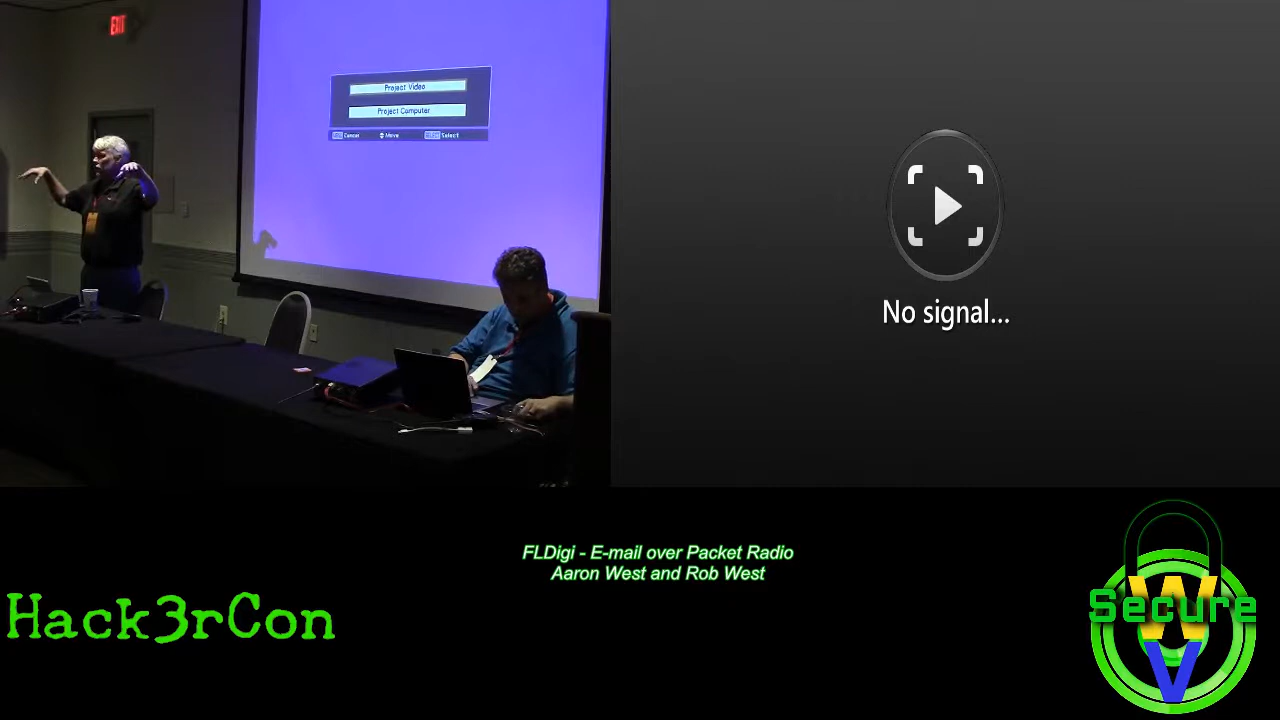 EXIT
Project Video
Project Computer
Cancel Move Select
No signal...
FLDigi - E-mail over Packet Radio
Aaron West and Rob West
Hack3rCon
Secure
WV